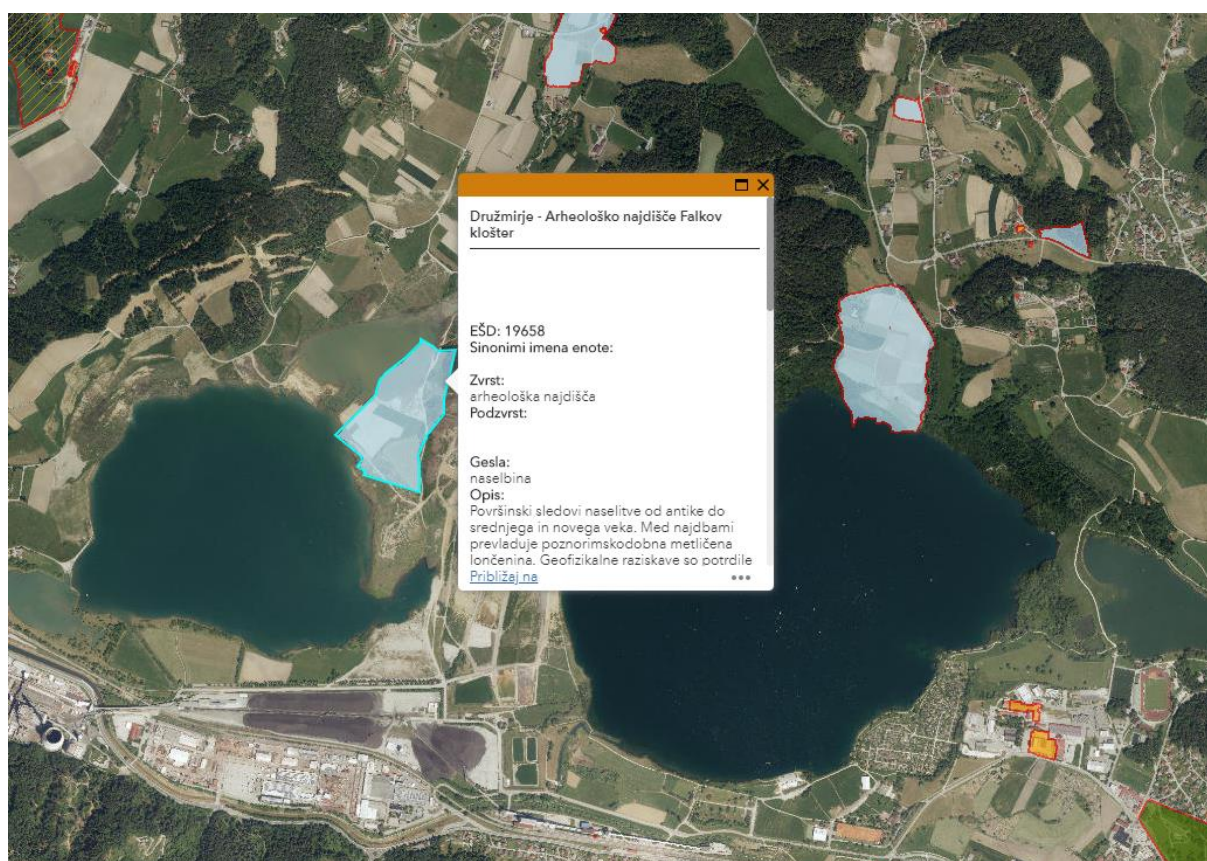 Družmirje - Arheološko najdišče Falkov
klošter
EŠD: 19658
Sinonimi imena enote:
Zvrst:
arheološka najdišča
Podzvrst:
Gesla:
naselbina
Opis:
Površinski sledovi naselitve od antike do
srednjega in novega veka. Med najdbami
prevladuje poznorimskodobna metličena
lončenina. Geofizikalne raziskave so potrdile
Približaj na